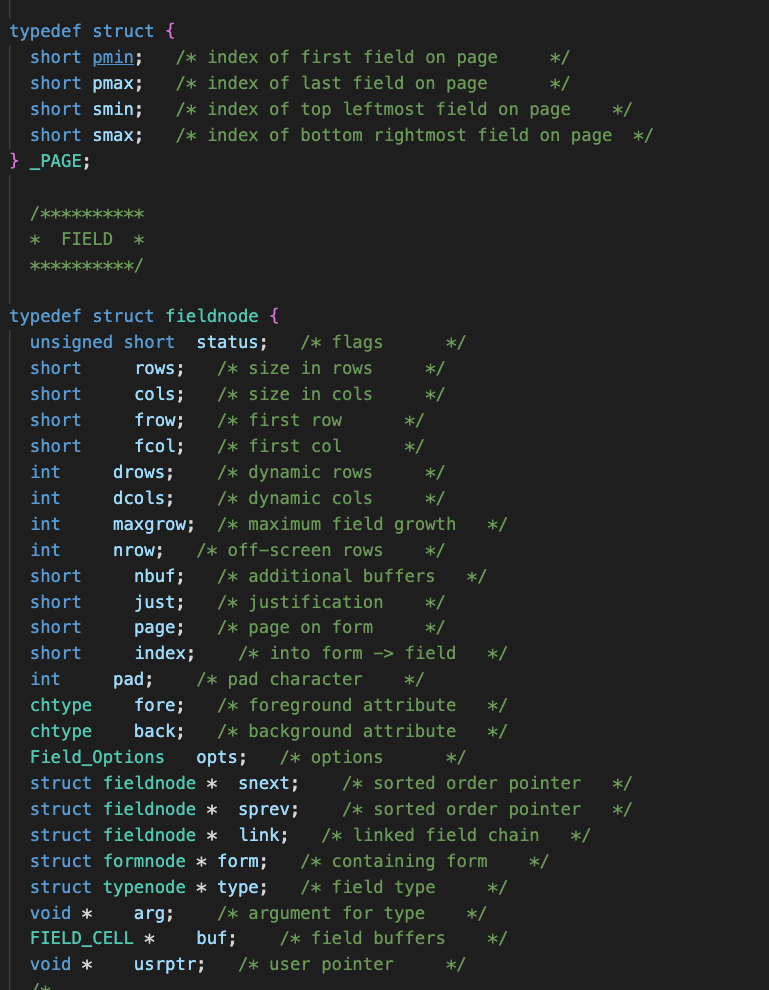 typedef struct {
  short pmin;   /* index of first field on page     */
  short pmax;   /* index of last field on page      */
  short smin;   /* index of top leftmost field on page    */
  short smax;   /* index of bottom rightmost field on page  */
} _PAGE;
  /**********
  *  FIELD  *
  **********/
typedef struct fieldnode {
  unsigned short  status;   /* flags      */
  short     rows;   /* size in rows     */
  short     cols;   /* size in cols     */
  short     frow;   /* first row      */
  short     fcol;   /* first col      */
  int     drows;    /* dynamic rows     */
  int     dcols;    /* dynamic cols     */
  int     maxgrow;  /* maximum field growth   */
  int     nrow;   /* off-screen rows    */
  short     nbuf;   /* additional buffers   */
  short     just;   /* justification    */
  short     page;   /* page on form     */
  short     index;    /* into form -> field   */
  int     pad;    /* pad character    */
  chtype    fore;   /* foreground attribute   */
  chtype    back;   /* background attribute   */
  Field_Options   opts;   /* options      */
  struct fieldnode *  snext;    /* sorted order pointer   */
  struct fieldnode *  sprev;    /* sorted order pointer   */
  struct fieldnode *  link;   /* linked field chain   */
  struct formnode * form;   /* containing form    */
  struct typenode * type;   /* field type     */
  void *    arg;    /* argument for type    */
  FIELD_CELL *    buf;    /* field buffers    */
  void *    usrptr;   /* user pointer     */
  /*